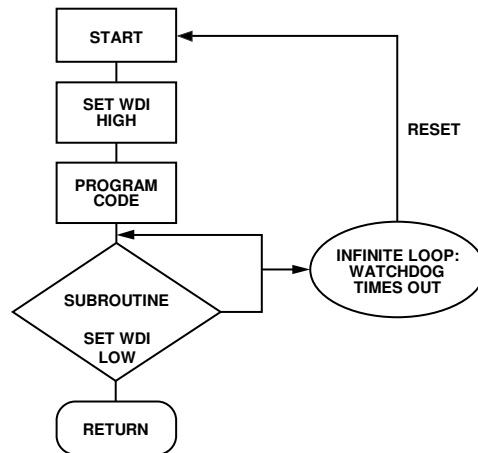 START
SET WDI
HIGH
PROGRAM
CODE
SUBROUTINE
SET WDI
LOW
RETURN
INFINITE LOOP:
WATCHDOG
TIMES OUT
RESET